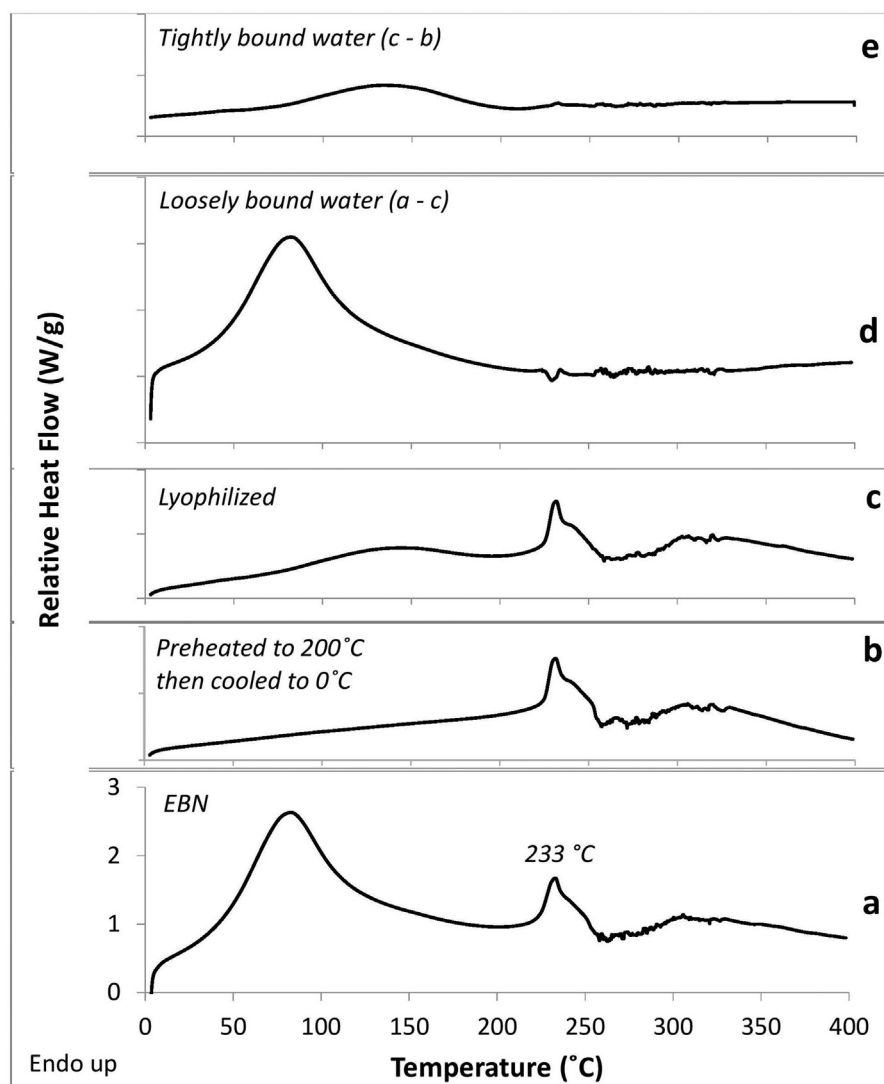 Tightly bound water (c - b)
e
Loosely bound water (a - c)
d
Relative Heat Flow (W/g)
Lyophilized
c
Preheated to 200˚C
then cooled to 0˚C
b
3
EBN
2
233 ˚C
a
1
0
0 50 100 150 200 250 300 350 400
Endo up
Temperature (˚C)